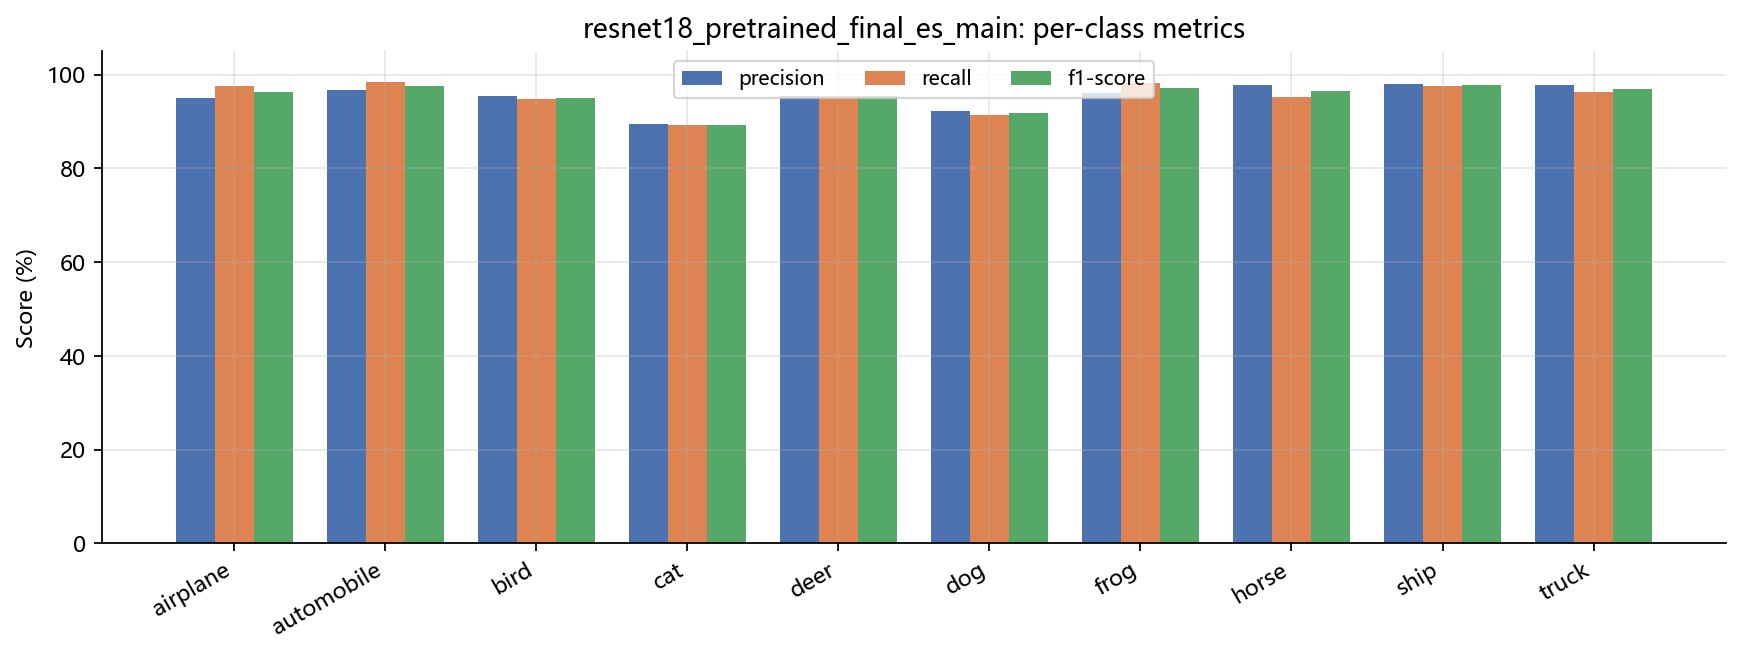 resnet18_pretrained_final_es_main: per-class metrics
precision recall f1-score
Score (%)
100
80
60
40
20
0
airplane automobile bird cat deer dog frog horse ship truck